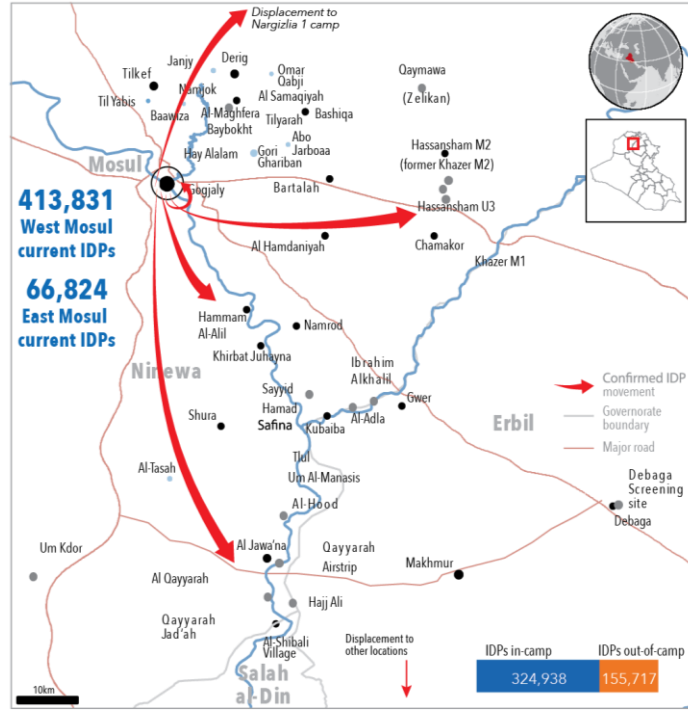 Displacement to
Nargizlia 1 camp
Janjy
Derig
Omar
Qabji
Qaymawa
(Zelikan)
Tilkef
Nanijok
Al Samaqiyah
Til Yabis
Baawiza
Al-Maghfera
Baybokht
Tilyarah
Bashiqa
Abo
Jarboaa
Hassansham M2
(former Khazer M2)
Mosul
Hay Alalam
Gori
Ghariban
Gogjaly
Bartalah
413,831
West Mosul
current IDPs
66,824
East Mosul
current IDPs
Hassansham U3
Al Hamdaniyah
Chamakor
Khazer M1
Hammam
Al-Alil
Namrod
Khirbat Juhayna
Ibrahim
Alkhalil
Ninewa
Confirmed IDP
movement
Governorate
boundary
Major road
Sayyid
Hamad
Safina
Gwer
Shura
Kubaiba
Al-Adla
Erbil
Tlul
Um Al-Manasis
Al-Tasah
Debaga
Screening
site
Debaga
Al-Hood
Um Kdor
Al Jawa'na
Qayyarah
Airstrip
Makhmur
Al Qayyarah
Hajj Ali
Qayyarah
Jad'ah
Al-Shibali
Village
Displacement to
other locations
IDPs in-camp
IDPs out-of-camp
324,938
155,717
Salah
al-Din
10km